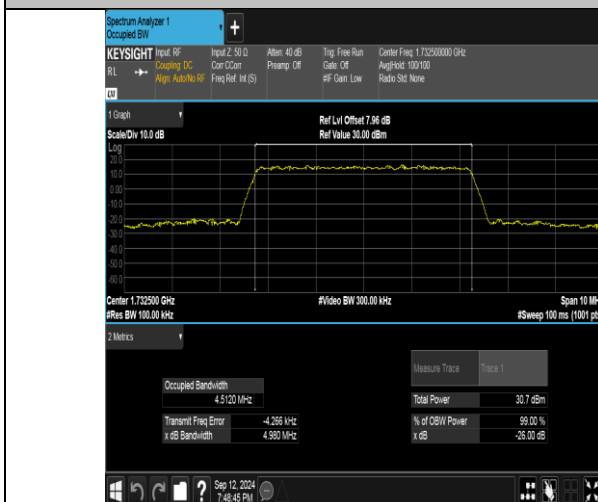 Spectrum Analyzer 1
Occupied BW
+
KEYSIGHT Input: RF Input Z: 50 Ω Atten: 40 dB Trig: Free Run Center Freq: 1.732500000 GHz
RL Coupling: DC Corr CCorr Preamp: Off Gate: Off Avg|Hold: 100/100
Align: Auto/No RF Freq Ref: Int (S) #IF Gain: Low Radio Std: None
1 Graph
Ref Lvl Offset 7.96 dB
Scale/Div 10.0 dB Ref Value 30.00 dBm
Log
20.0
10.0
0.00
-10.0
-20.0
-30.0
-40.0
-50.0
-60.0
Center 1.732500 GHz #Video BW 300.00 kHz Span 10 MH
#Res BW 100.00 kHz #Sweep 100 ms (1001 pt
2 Metrics
Measure Trace Trace 1
Occupied Bandwidth
4.5120 MHz Total Power 30.7 dBm
Transmit Freq Error -4.266 kHz % of OBW Power 99.00 %
x dB Bandwidth 4.980 MHz x dB -26.00 dB
? Sep 12, 2024
7:48:45 PM